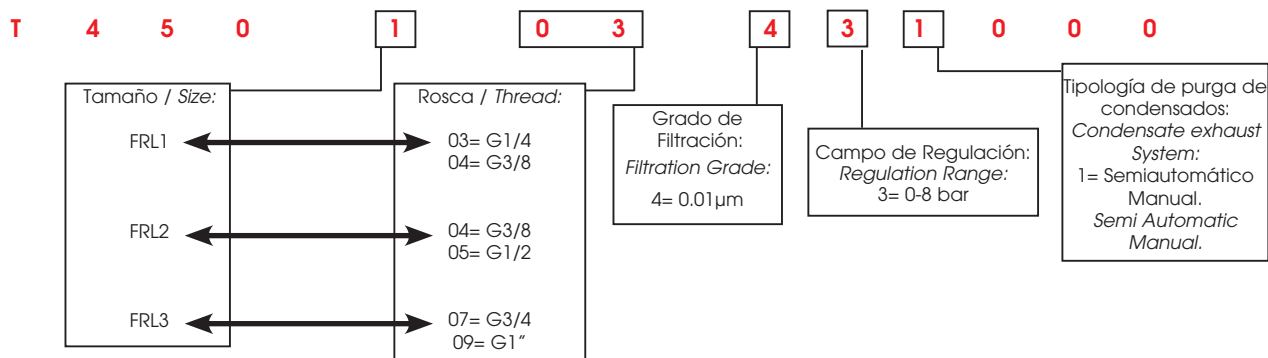 T 4 5 0 1 0 3 4 3 1 0 0 0
Tamaño / Size:
FRL1
FRL2
FRL3
Rosca / Thread:
03= G1/4
04= G3/8
04= G3/8
05= G1/2
07= G3/4
09= G1”
Grado de
Filtración:
Filtration Grade:
4= 0.01µm
Campo de Regulación:
Regulation Range:
3= 0-8 bar
Tipología de purga de
condensados:
Condensate exhaust
System:
1= Semiautomático
Manual.
Semi Automatic
Manual.